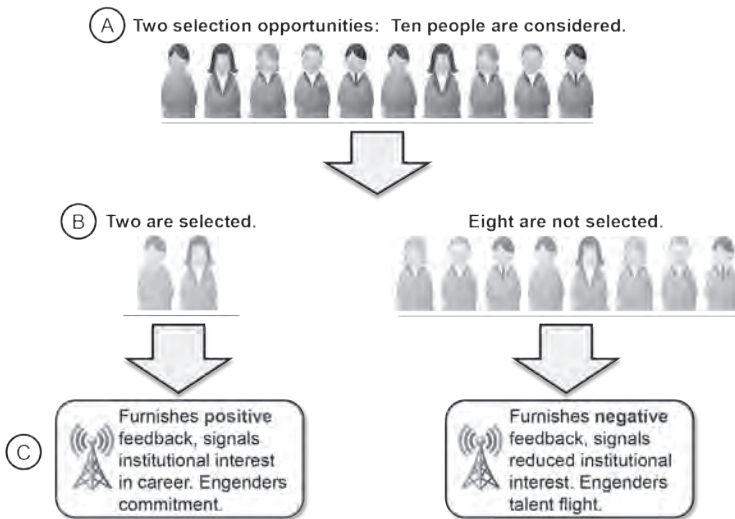 A Two selection opportunities: Ten people are considered.
B Two are selected.
Eight are not selected.
C
Furnishes positive
feedback, signals
institutional interest
in career. Engenders
commitment.
Furnishes negative
feedback, signals
reduced institutional
interest. Engenders
talent flight.